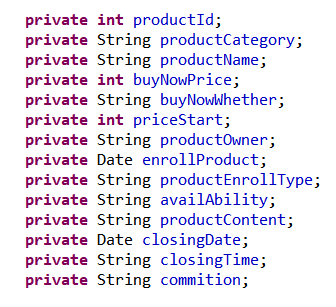 private int productId;
private String productCategory;
private String productName;
private int buyNowPrice;
private String buyNowWhether;
private int priceStart;
private String productOwner;
private Date enrollProduct;
private String productEnrollType;
private String availAbility;
private String productContent;
private Date closingDate;
private String closingTime;
private String commition;